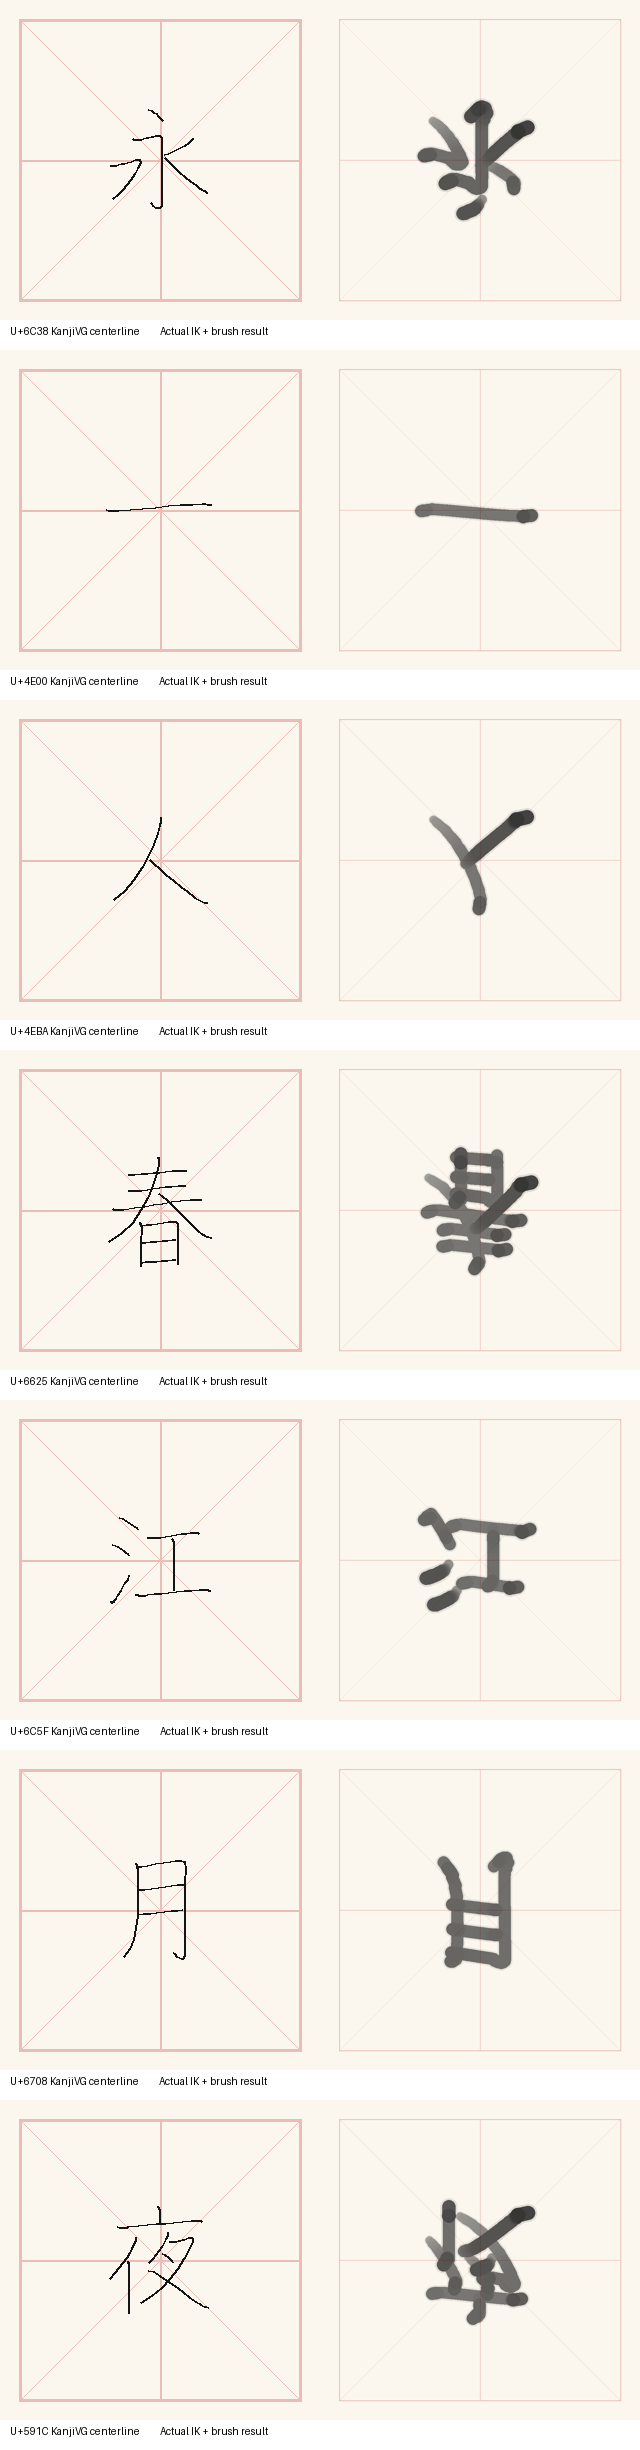 永
U+6C38 KanjiVG centerline Actual IK + brush result
一
U+4E00 KanjiVG centerline Actual IK + brush result
人
U+4EBA KanjiVG centerline Actual IK + brush result
春
U+6625 KanjiVG centerline Actual IK + brush result
江
U+6C5F KanjiVG centerline Actual IK + brush result
月
U+6708 KanjiVG centerline Actual IK + brush result
夜
U+591C KanjiVG centerline Actual IK + brush result